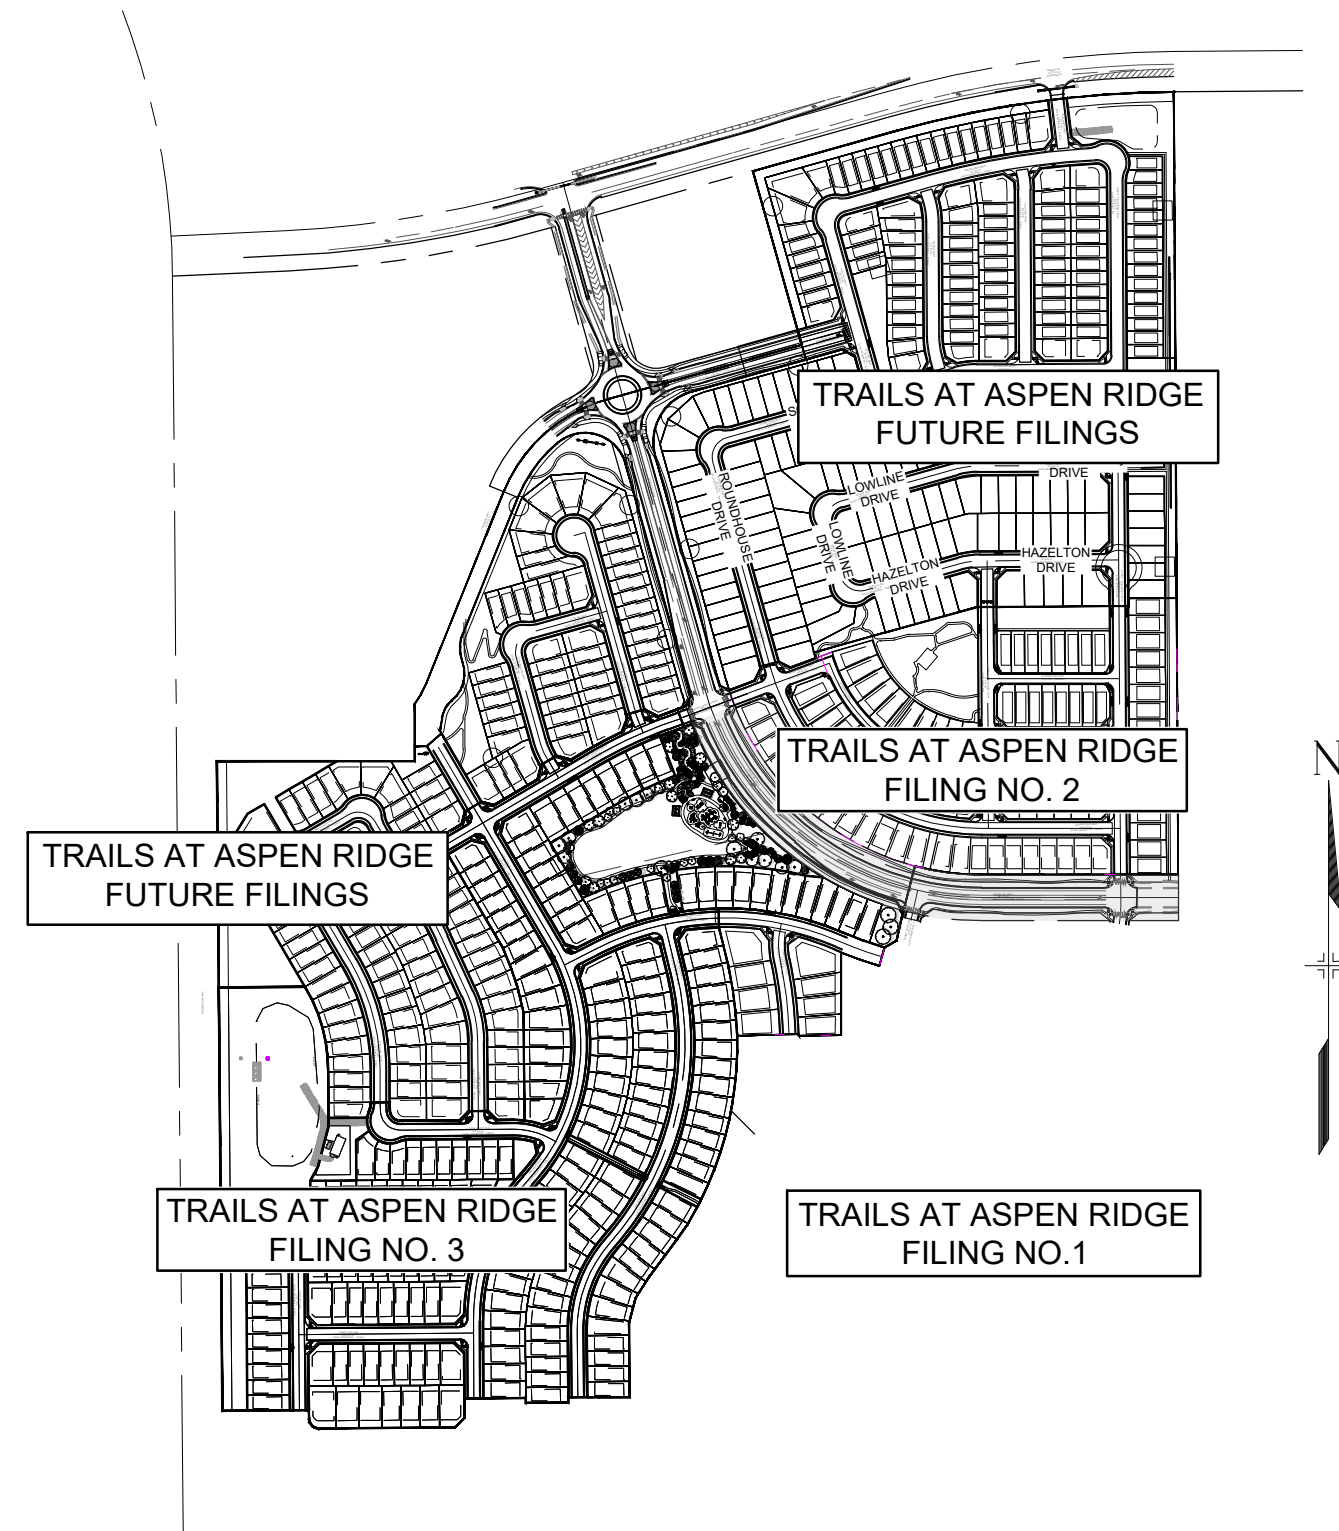 TRAILS AT ASPEN RIDGE
FUTURE FILINGS
DRIVE
LOWLINE
DRIVE
ROUNDHOUSE
DRIVE
LOWLINE
DRIVE
HAZELTON
DRIVE
HAZELTON
DRIVE
TRAILS AT ASPEN RIDGE
FILING NO. 2
N
TRAILS AT ASPEN RIDGE
FUTURE FILINGS
TRAILS AT ASPEN RIDGE
FILING NO. 3
TRAILS AT ASPEN RIDGE
FILING NO.1